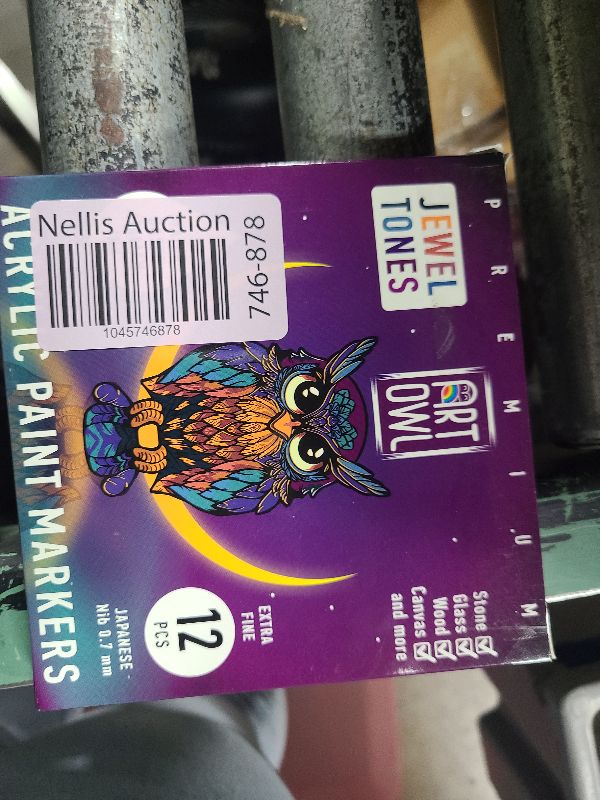 PREMIUM
JEWEL
TONES
ART
OWL
Stone
Glass
Wood
Canvas
and more
Nellis Auction
1045746878
746-878
EXTRA
FINE
12
PCS
JAPANESE
Nib 0.7 mm
ACRYLIC PAINT MARKERS